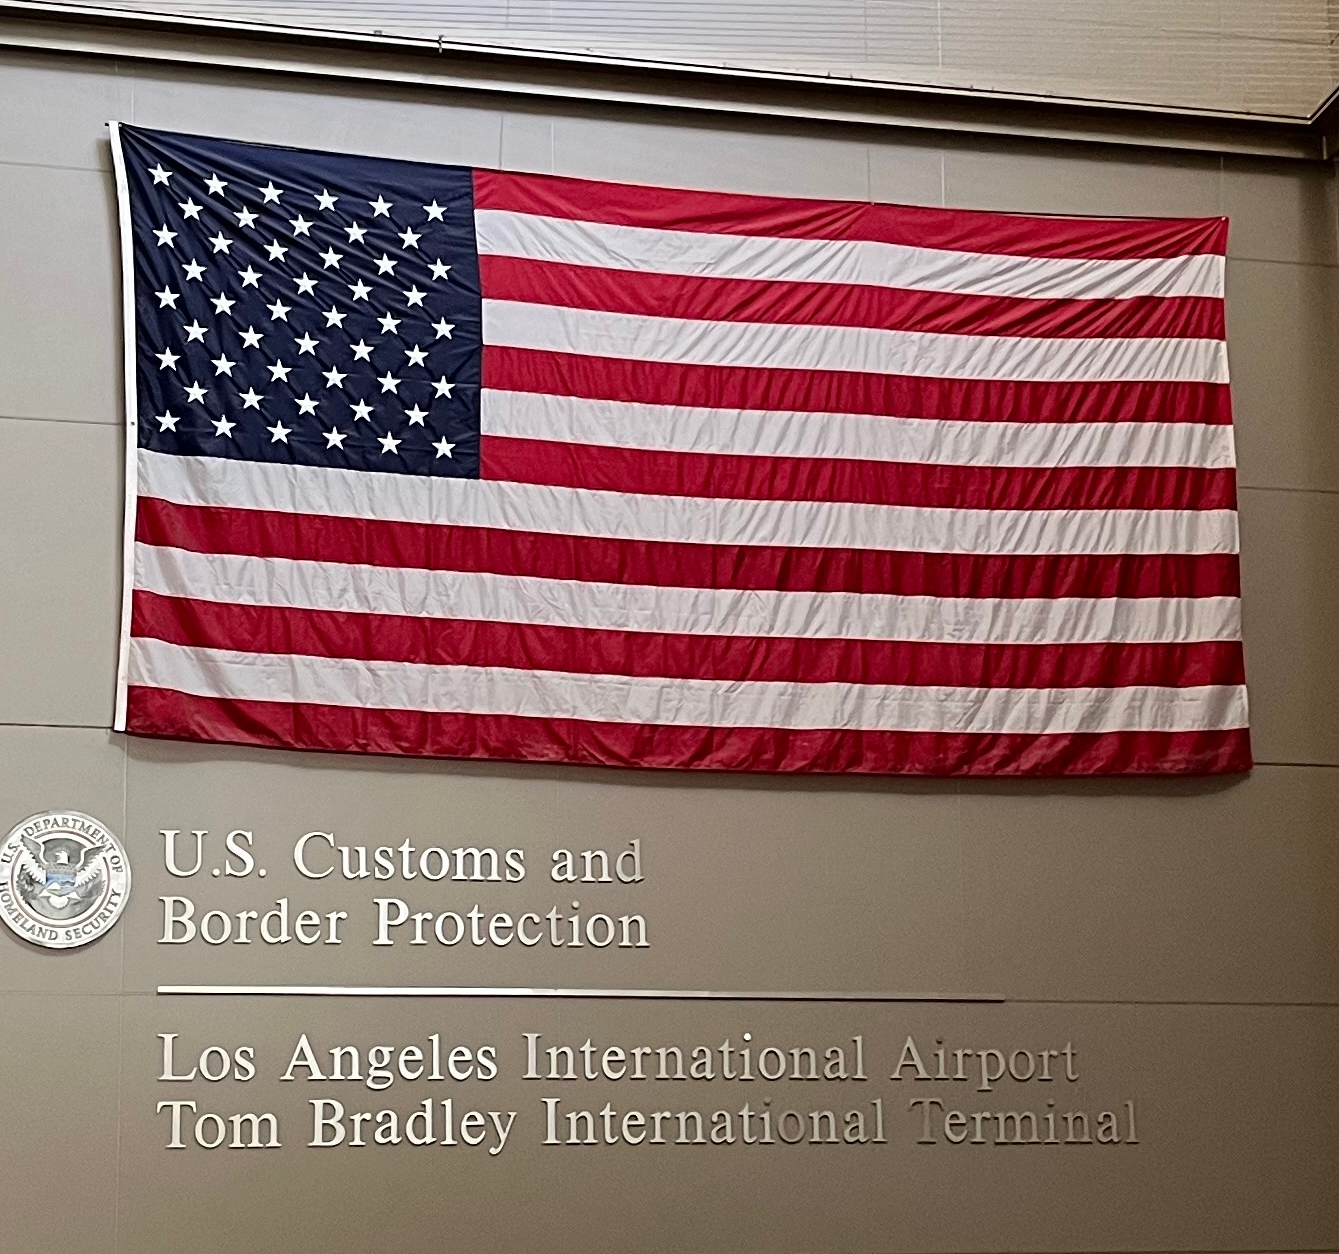 U.S. DEPARTMENT OF
HOMELAND SECURITY
U.S. Customs and
Border Protection
Los Angeles International Airport
Tom Bradley International Terminal